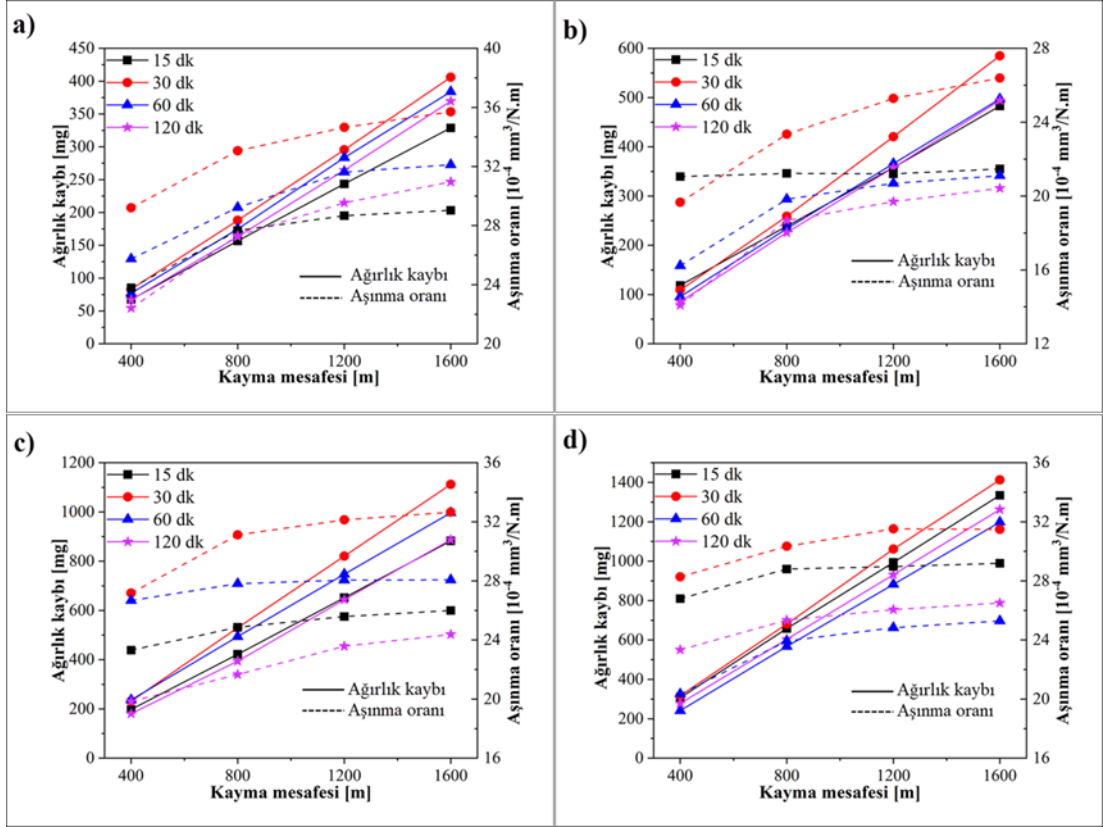 a)
15 dk
30 dk
60 dk
120 dk
Ağırlık kaybı
Aşınma oranı
Ağırlık kaybı [mg]
450
400
350
300
250
200
150
100
50
0
40
36
32
28
24
20
Aşınma oranı [10⁻⁴ mm³/N.m]
400 800 1200 1600
Kayma mesafesi [m]
b)
15 dk
30 dk
60 dk
120 dk
Ağırlık kaybı
Aşınma oranı
Ağırlık kaybı [mg]
600
500
400
300
200
100
0
28
24
20
16
12
Aşınma oranı [10⁻⁴ mm³/N.m]
400 800 1200 1600
Kayma mesafesi [m]
c)
15 dk
30 dk
60 dk
120 dk
Ağırlık kaybı
Aşınma oranı
Ağırlık kaybı [mg]
1200
1000
800
600
400
200
0
36
32
28
24
20
16
Aşınma oranı [10⁻⁴ mm³/N.m]
400 800 1200 1600
Kayma mesafesi [m]
d)
15 dk
30 dk
60 dk
120 dk
Ağırlık kaybı
Aşınma oranı
Ağırlık kaybı [mg]
1400
1200
1000
800
600
400
200
0
36
32
28
24
20
16
Aşınma oranı [10⁻⁴ mm³/N.m]
400 800 1200 1600
Kayma mesafesi [m]